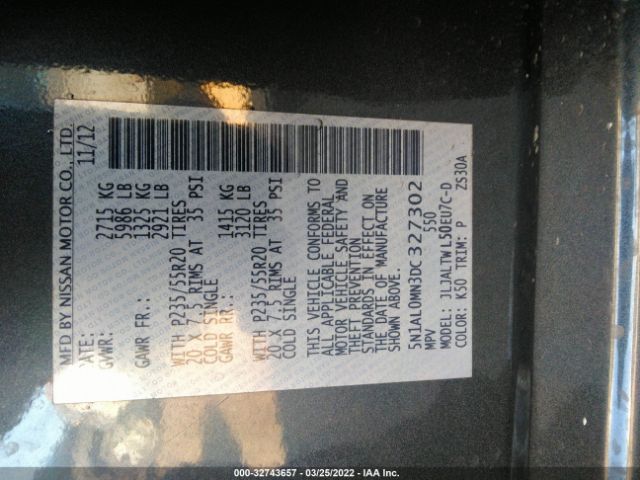 MFD BY NISSAN MOTOR CO., LTD.
DATE: 11/12
GVWR: 2715 KG
5986 LB
GAWR FR.: 1325 KG
2921 LB
WITH P235/55R20 TIRES
20 X 7.5 RIMS AT 35 PSI
COLD SINGLE
GAWR RR.: 1415 KG
3120 LB
WITH P235/55R20 TIRES
20 X 7.5 RIMS AT 35 PSI
COLD SINGLE
THIS VEHICLE CONFORMS TO
ALL APPLICABLE FEDERAL
MOTOR VEHICLE SAFETY AND
THEFT PREVENTION
STANDARDS IN EFFECT ON
THE DATE OF MANUFACTURE
SHOWN ABOVE.
5N1AL0MN3DC327302
MPV 550
MODEL: JLJALTWL50EU7C-D
COLOR: K50 TRIM: P ZS30A
000-32743657 - 03/25/2022 - IAA Inc.